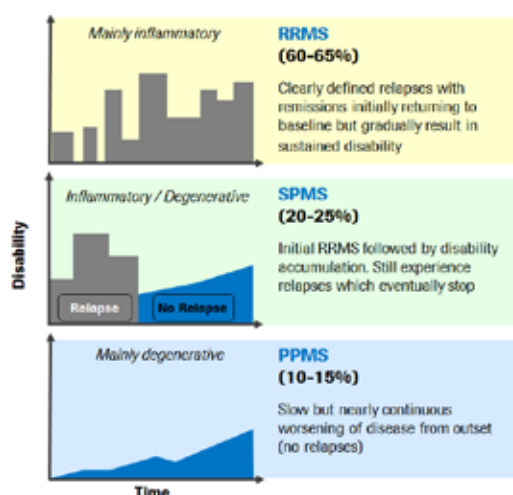 Mainly inflammatory
RRMS
(60-65%)
Clearly defined relapses with
remissions initially returning to
baseline but gradually result in
sustained disability
Disability
Inflammatory / Degenerative
Relapse
No Relapse
SPMS
(20-25%)
Initial RRMS followed by disability
accumulation. Still experience
relapses which eventually stop
Mainly degenerative
PPMS
(10-15%)
Slow but nearly continuous
worsening of disease from outset
(no relapses)
Time